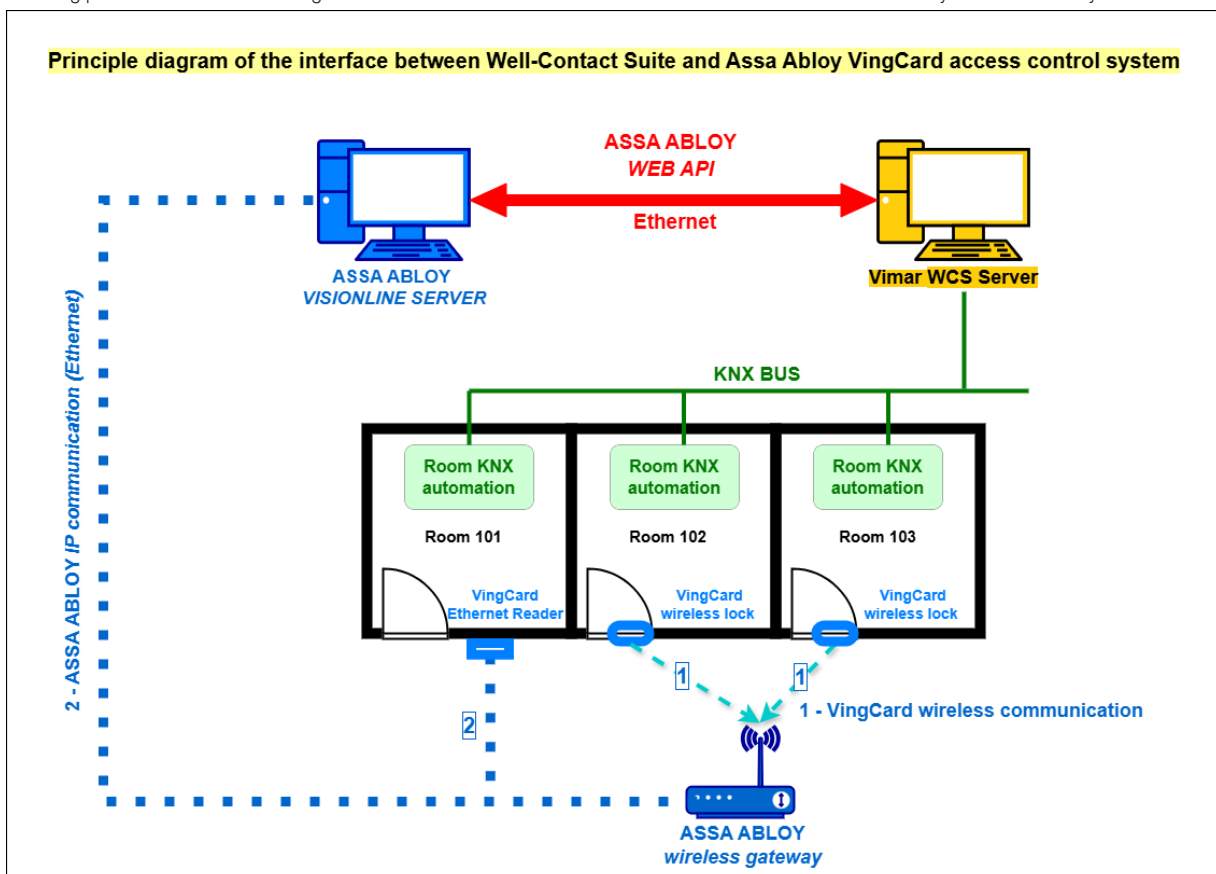 Principle diagram of the interface between Well-Contact Suite and Assa Abloy VingCard access control system
ASSA ABLOY
WEB API
Ethernet
ASSA ABLOY
VISIONLINE SERVER
Vimar WCS Server
2 - ASSA ABLOY IP communication (Ethernet)
KNX BUS
Room KNX
automation
Room KNX
automation
Room KNX
automation
Room 101
Room 102
Room 103
VingCard
Ethernet Reader
VingCard
wireless lock
VingCard
wireless lock
1
1
2
1 - VingCard wireless communication
ASSA ABLOY
wireless gateway